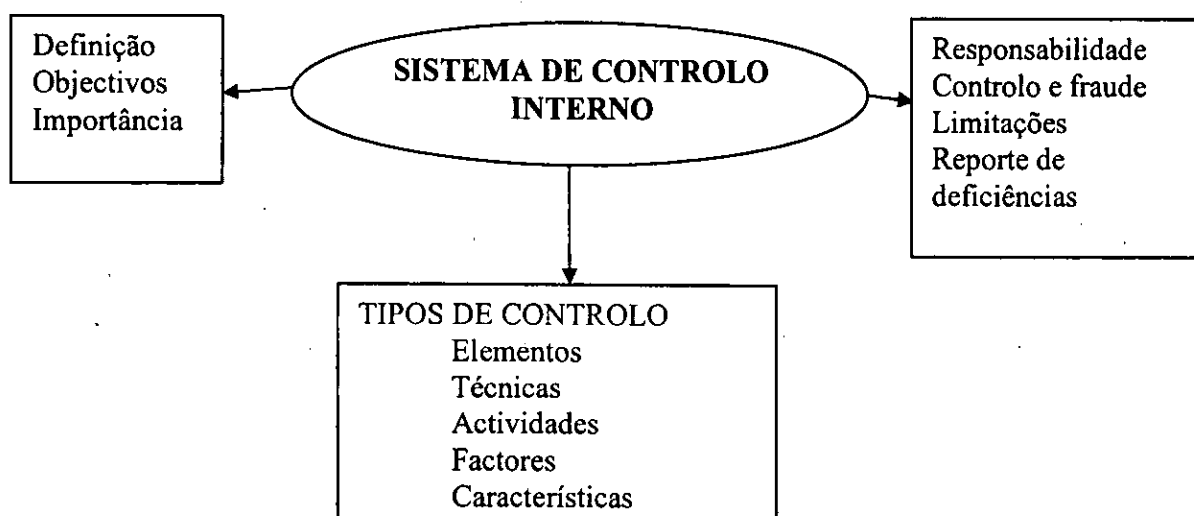 Definição
Objectivos
Importância
SISTEMA DE CONTROLO
INTERNO
Responsabilidade
Controlo e fraude
Limitações
Reporte de
deficiências
TIPOS DE CONTROLO
Elementos
Técnicas
Actividades
Factores
Características